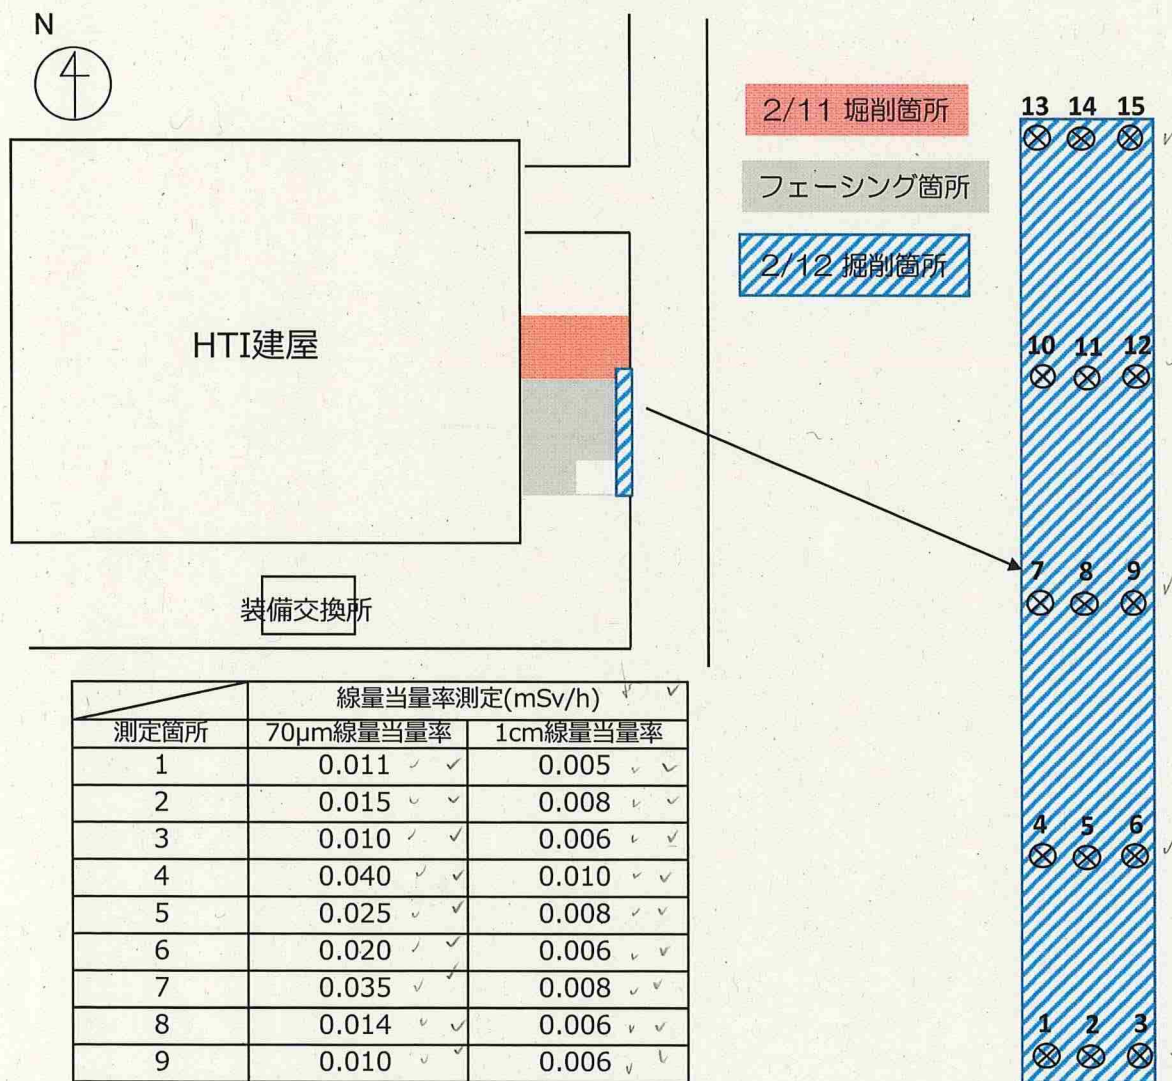 N
HTI建屋
装備交換所
2/11 堀削箇所
フェーシング箇所
2/12 掘削箇所
13 14 15
10 11 12
7 8 9
4 5 6
1 2 3
線量当量率測定(mSv/h)
測定箇所 70μm線量当量率 1cm線量当量率
1 0.011 0.005
2 0.015 0.008
3 0.010 0.006
4 0.040 0.010
5 0.025 0.008
6 0.020 0.006
7 0.035 0.008
8 0.014 0.006
9 0.010 0.006